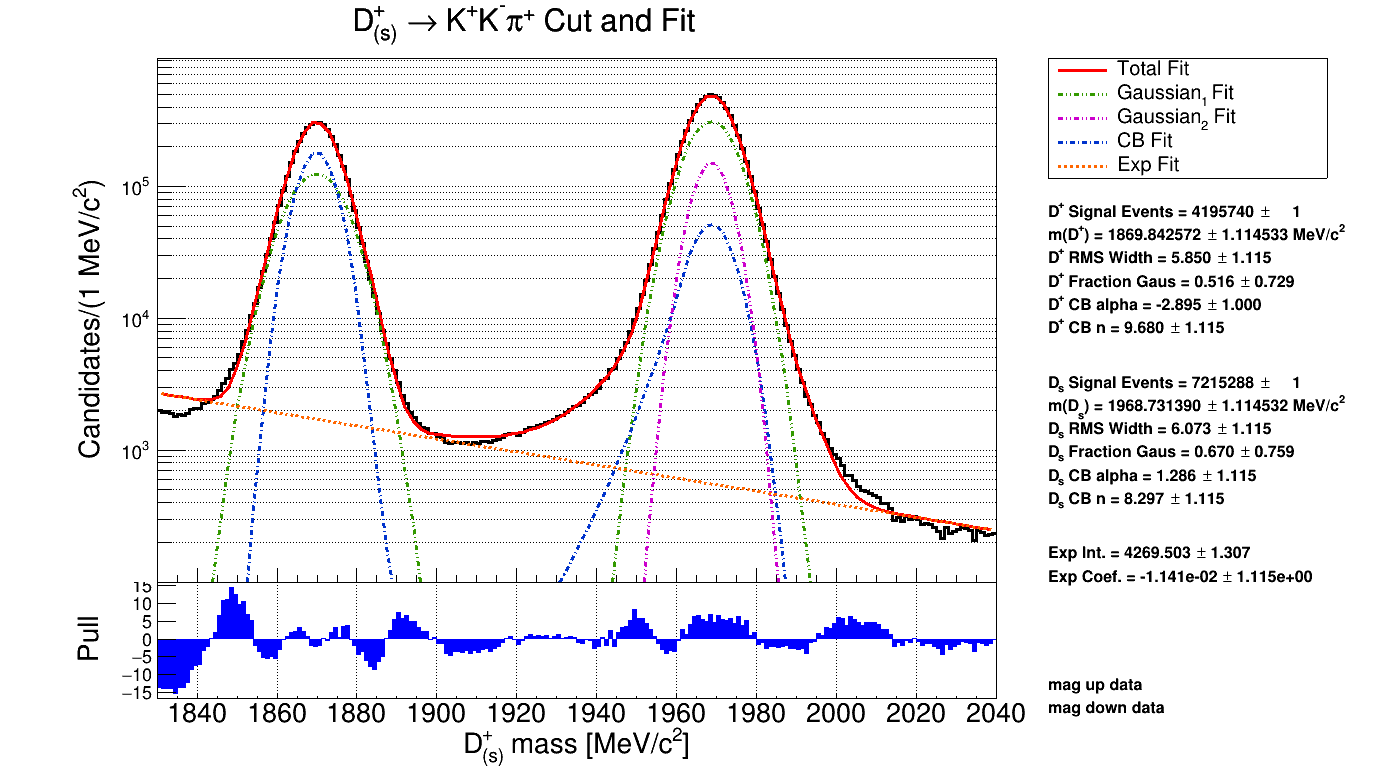 D⁺₍ₛ₎ → K⁺K⁻π⁺ Cut and Fit
Candidates/(1 MeV/c²)
10⁵
10⁴
10³
Total Fit
Gaussian₁ Fit
Gaussian₂ Fit
CB Fit
Exp Fit
D⁺ Signal Events = 4195740 ± 1
m(D⁺) = 1869.842572 ± 1.114533 MeV/c²
D⁺ RMS Width = 5.850 ± 1.115
D⁺ Fraction Gaus = 0.516 ± 0.729
D⁺ CB alpha = -2.895 ± 1.000
D⁺ CB n = 9.680 ± 1.115
Dₛ Signal Events = 7215288 ± 1
m(Dₛ) = 1968.731390 ± 1.114532 MeV/c²
Dₛ RMS Width = 6.073 ± 1.115
Dₛ Fraction Gaus = 0.670 ± 0.759
Dₛ CB alpha = 1.286 ± 1.115
Dₛ CB n = 8.297 ± 1.115
Exp Int. = 4269.503 ± 1.307
Exp Coef. = -1.141e-02 ± 1.115e+00
mag up data
mag down data
Pull
15
10
5
0
−5
−10
−15
1840 1860 1880 1900 1920 1940 1960 1980 2000 2020 2040
D⁺₍ₛ₎ mass [MeV/c²]